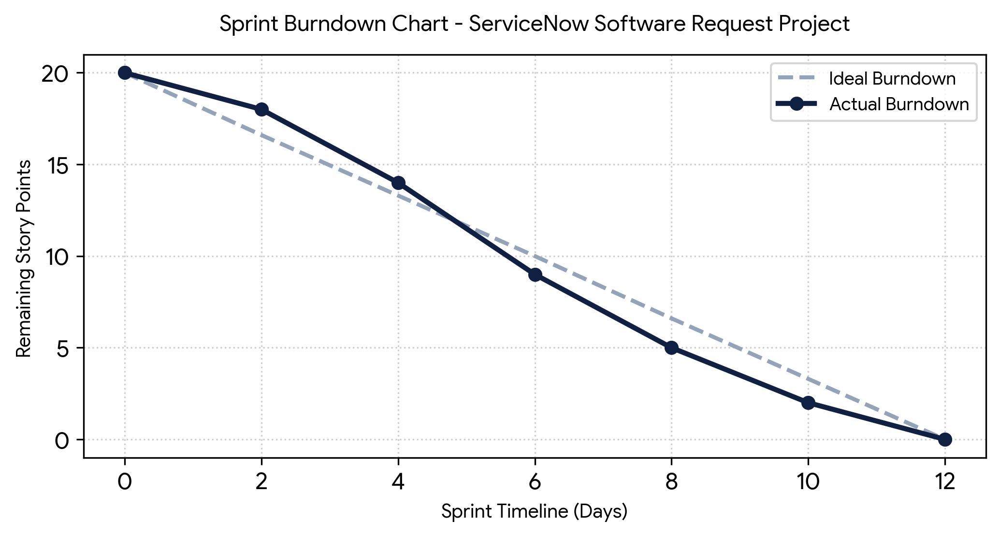 Sprint Burndown Chart - ServiceNow Software Request Project
Ideal Burndown
Actual Burndown
Remaining Story Points
20
15
10
5
0
0 2 4 6 8 10 12
Sprint Timeline (Days)